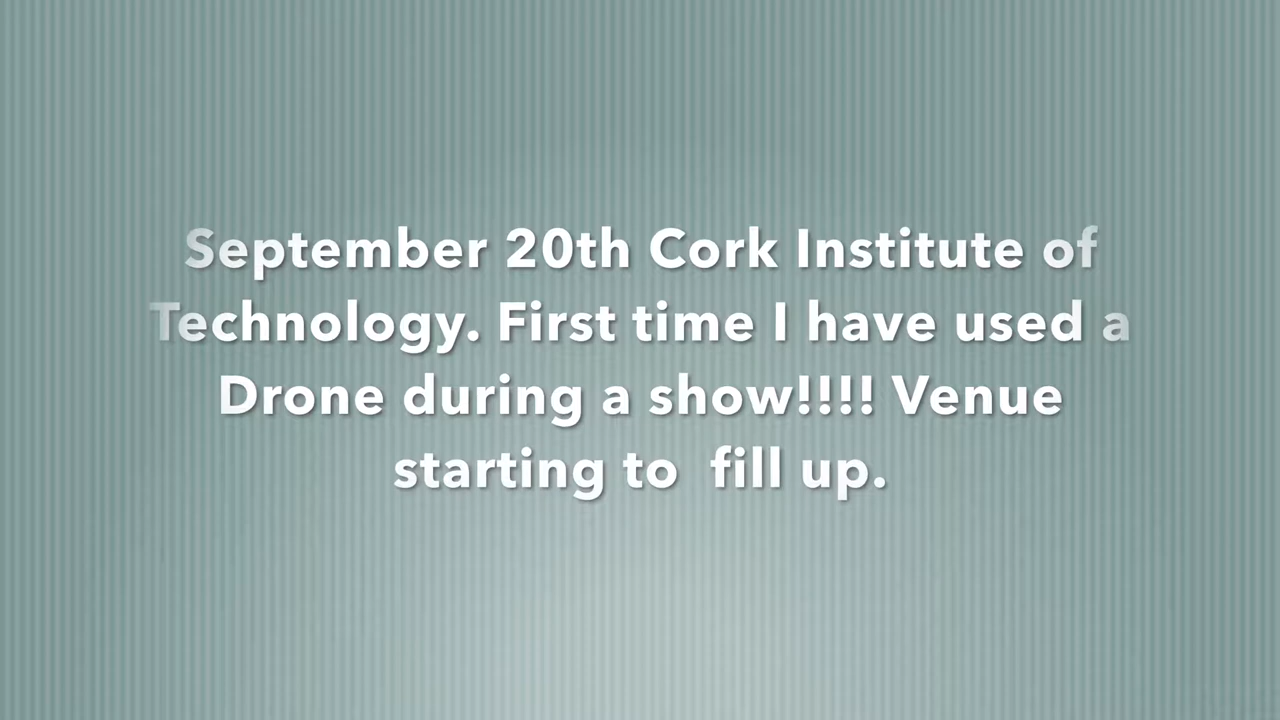 September 20th Cork Institute of
Technology. First time I have used a
Drone during a show!!!! Venue
starting to  fill up.